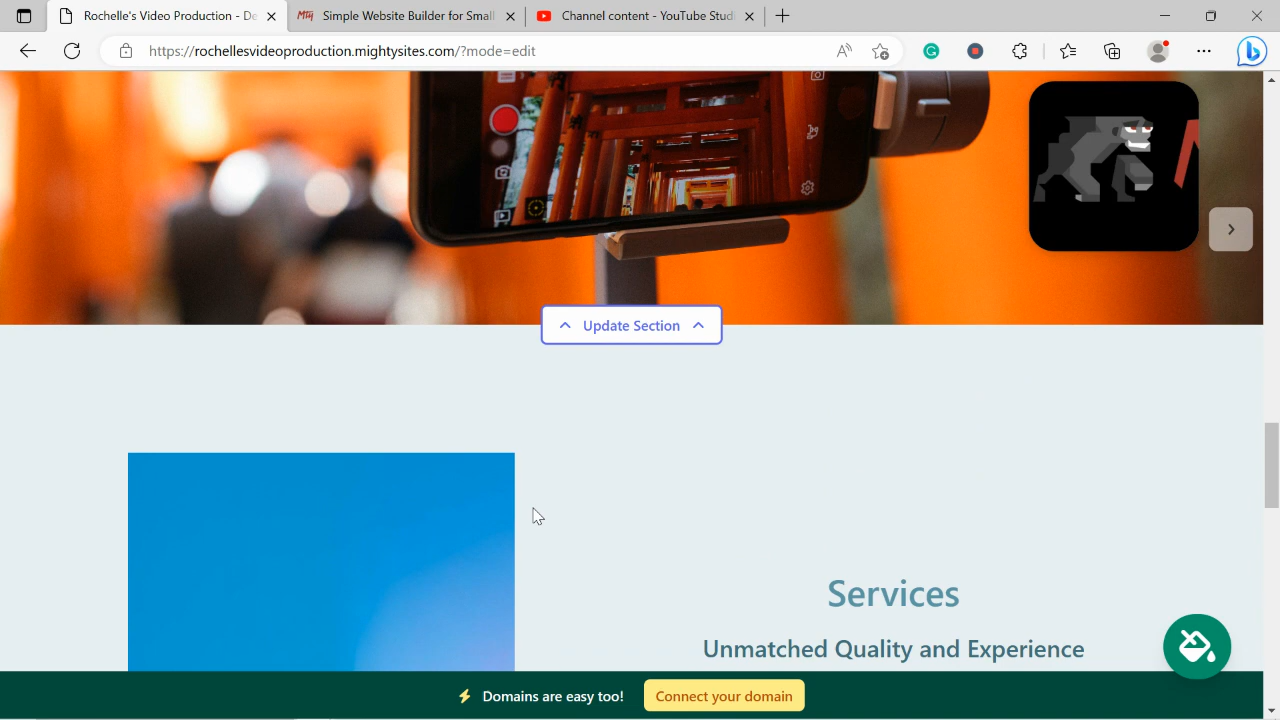 Rochelle's Video Production - De
MTY Simple Website Builder for Small
Channel content - YouTube Studi
https://rochellesvideoproduction.mightysites.com/?mode=edit
Update Section
Services
Unmatched Quality and Experience
Domains are easy too!
Connect your domain